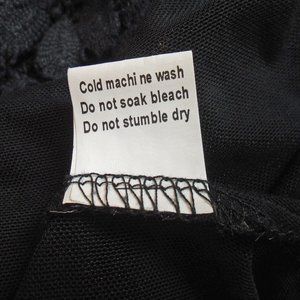 Cold machi ne wash
Do not soak bleach
Do not stumble dry